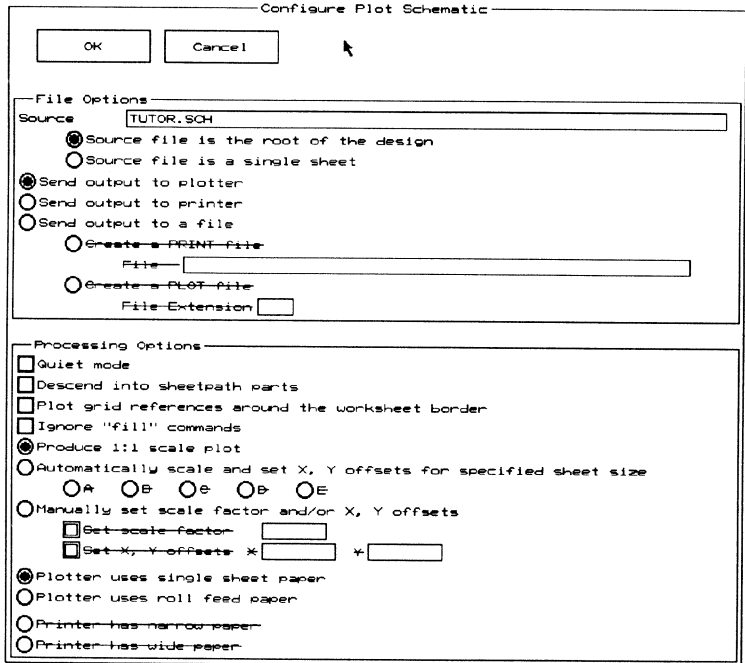 Configure Plot Schematic
OK Cancel
File Options
Source TUTOR.SCH
Source file is the root of the design
Source file is a single sheet
Send output to plotter
Send output to printer
Send output to a file
Create a PRINT file
File
Create a PLOT file
File Extension
Processing Options
Quiet mode
Descend into sheetpath parts
Plot grid references around the worksheet border
Ignore "fill" commands
Produce 1:1 scale plot
Automatically scale and set X, Y offsets for specified sheet size
A B C D E
Manually set scale factor and/or X, Y offsets
Set scale factor
Set X, Y offsets X Y
Plotter uses single sheet paper
Plotter uses roll feed paper
Printer has narrow paper
Printer has wide paper